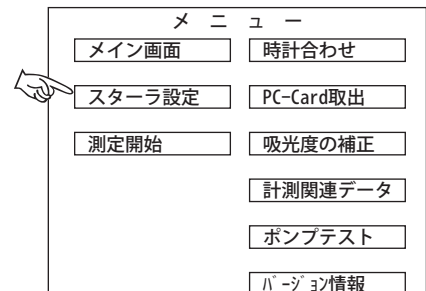 メ ニ ュ ー
メイン画面
時計合わせ
スターラ設定
PC-Card取出
測定開始
吸光度の補正
計測関連データ
ポンプテスト
ﾊﾞｰｼﾞｮﾝ情報